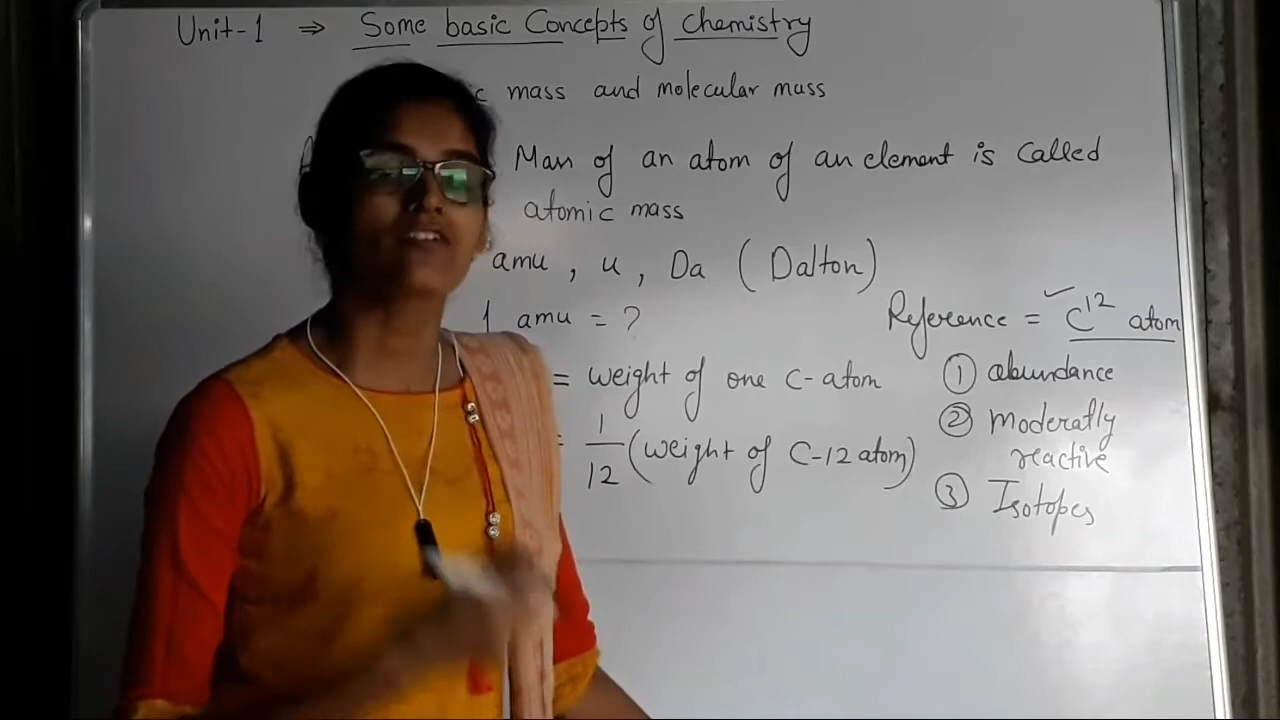 Unit-1 ⇒ Some basic Concepts of chemistry
mass and molecular mass
Mass of an atom of an element is called
atomic mass
amu, u, Da (Dalton)
1 amu = ?
= weight of one C-atom
= 1/12 (weight of C-12 atom)
Reference = ✓C¹² atom
① abundance
② Moderatly
reactive
③ Isotopes